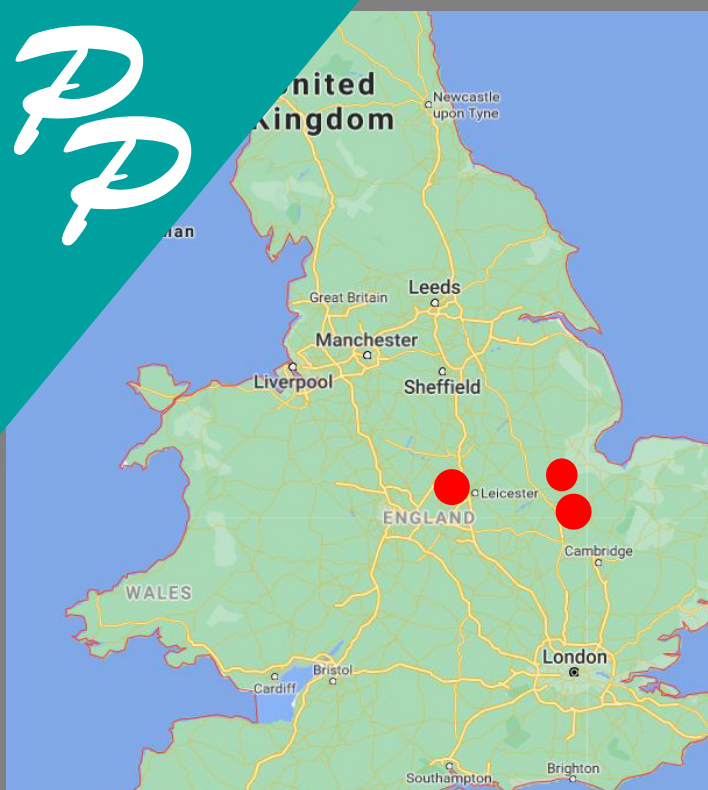 P
P
United
Kingdom
Newcastle
upon Tyne
Man
Leeds
Great Britain
Manchester
Liverpool
Sheffield
Leicester
ENGLAND
Cambridge
WALES
London
Bristol
Cardiff
Brighton
Southampton